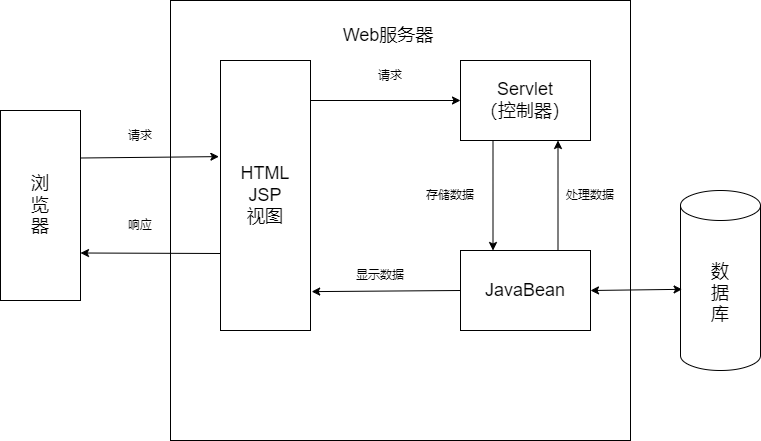 Web服务器
请求
Servlet
（控制器）
请求
浏
览
器
HTML
JSP
视图
存储数据
处理数据
响应
显示数据
JavaBean
数
据
库